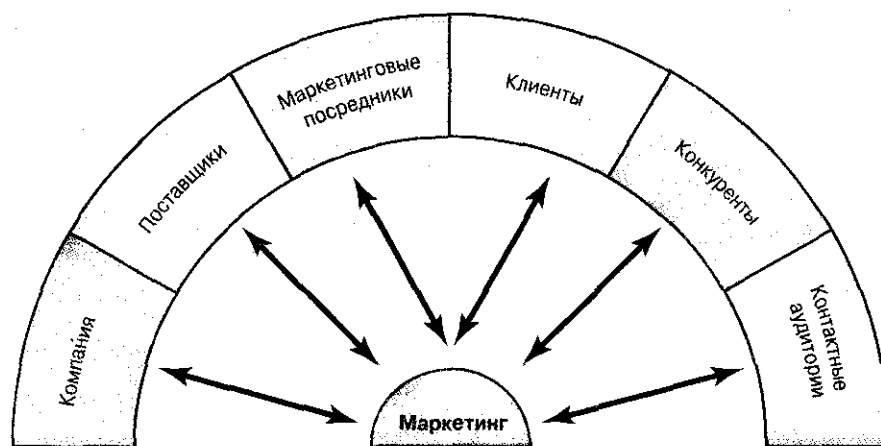 Маркетинговые
посредники
Клиенты
Поставщики
Конкуренты
Компания
Контактные
аудитории
Маркетинг